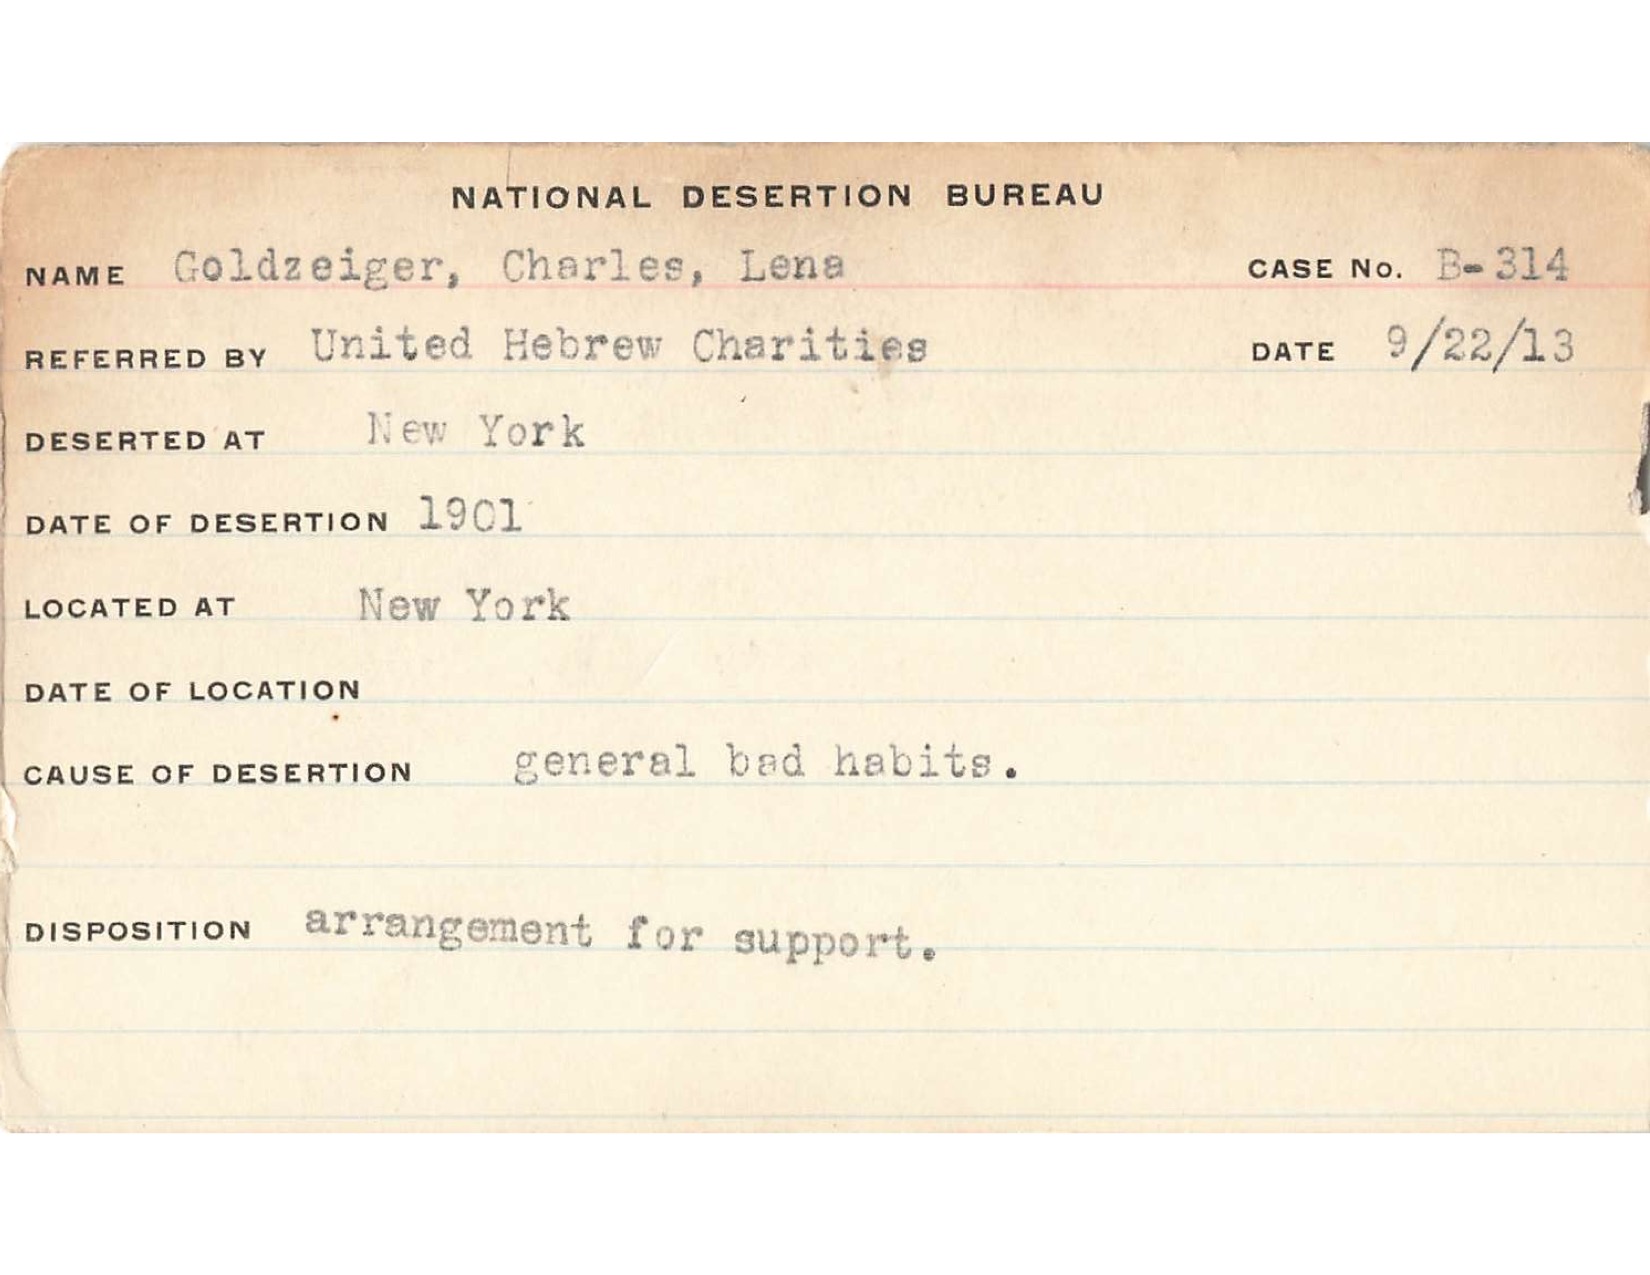 NATIONAL DESERTION BUREAU
NAME Goldzeiger, Charles, Lena CASE No. B-314
REFERRED BY United Hebrew Charities DATE 9/22/13
DESERTED AT New York
DATE OF DESERTION 1901
LOCATED AT New York
DATE OF LOCATION
CAUSE OF DESERTION general bad habits.
DISPOSITION arrangement for support.